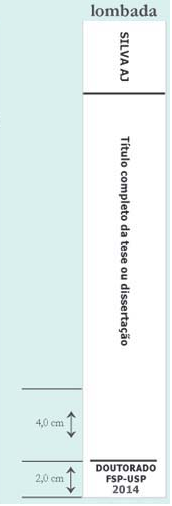 lombada
SILVA AJ
Título completo da tese ou dissertação
4,0 cm
2,0 cm
DOUTORADO
FSP-USP
2014